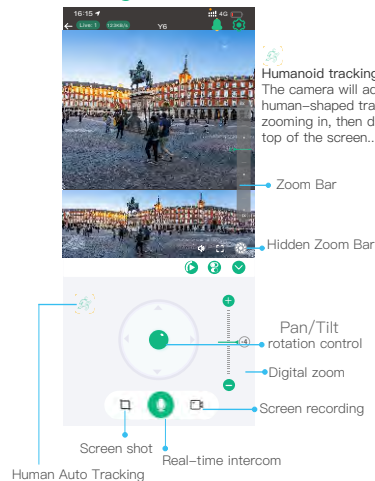 16:15
4G
Live: 1
123KB/s
Y6
Humanoid tracking
The camera will
human-shaped
zooming in, then
top of the screen..
Zoom Bar
Hidden Zoom Bar
Pan/Tilt
rotation control
Digital zoom
Screen recording
Screen shot
Real-time intercom
Human Auto Tracking